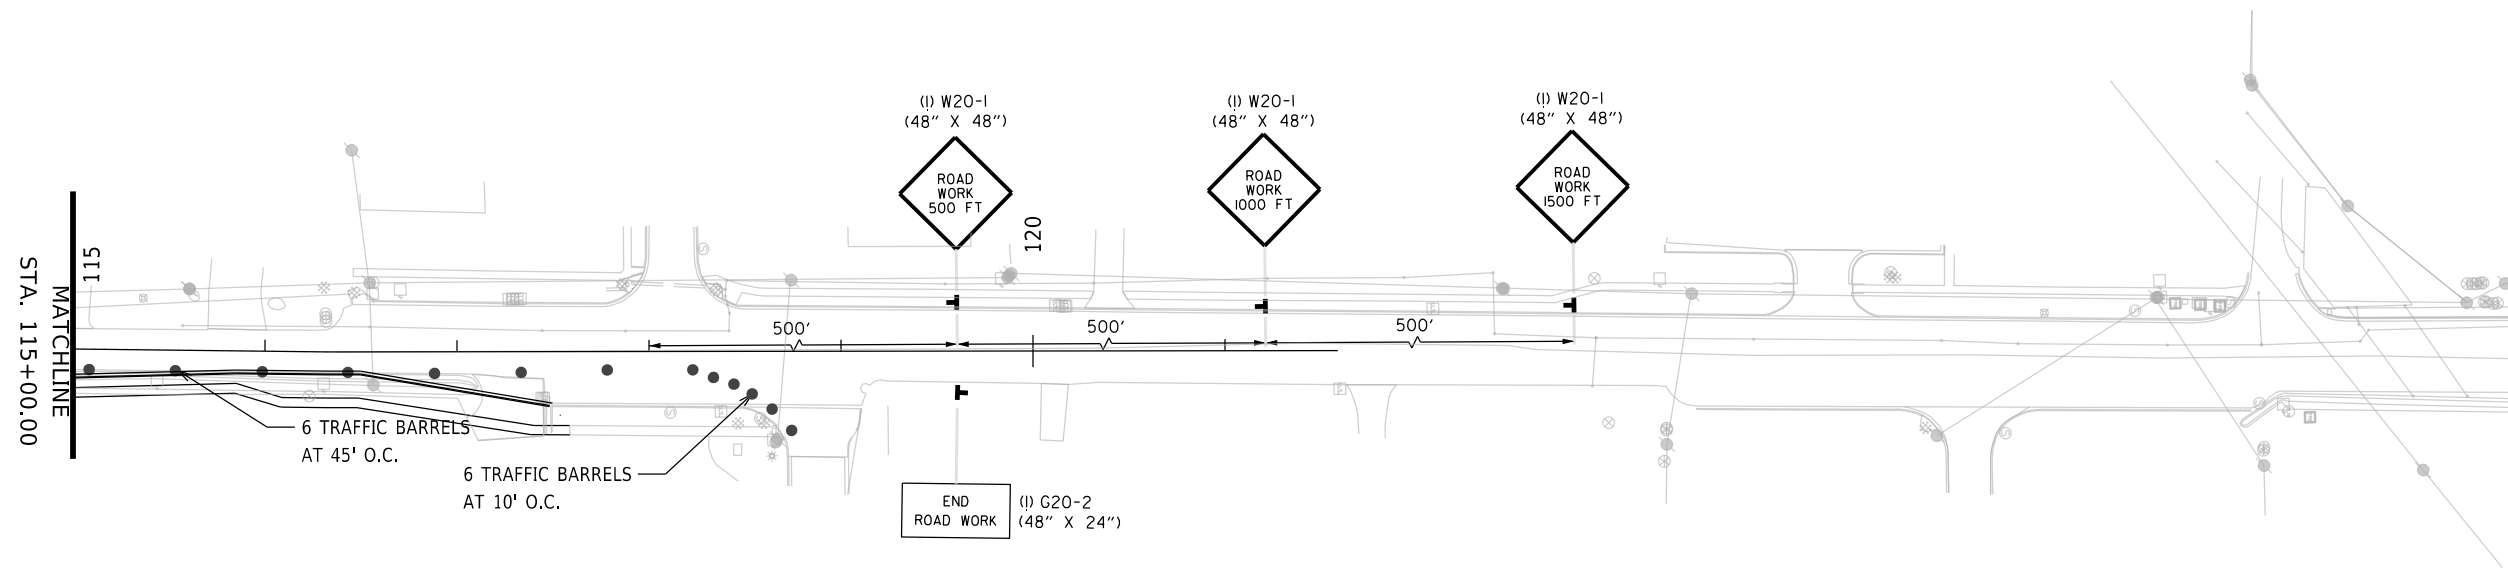 MATCHLINE
STA. 115+00.00
115
(1) W20-1
(48" X 48")
ROAD
WORK
500 FT
120
(1) W20-1
(48" X 48")
ROAD
WORK
1000 FT
(1) W20-1
(48" X 48")
ROAD
WORK
1500 FT
500'
500'
500'
6 TRAFFIC BARRELS
AT 45' O.C.
6 TRAFFIC BARRELS
AT 10' O.C.
END
ROAD WORK
(1) G20-2
(48" X 24")